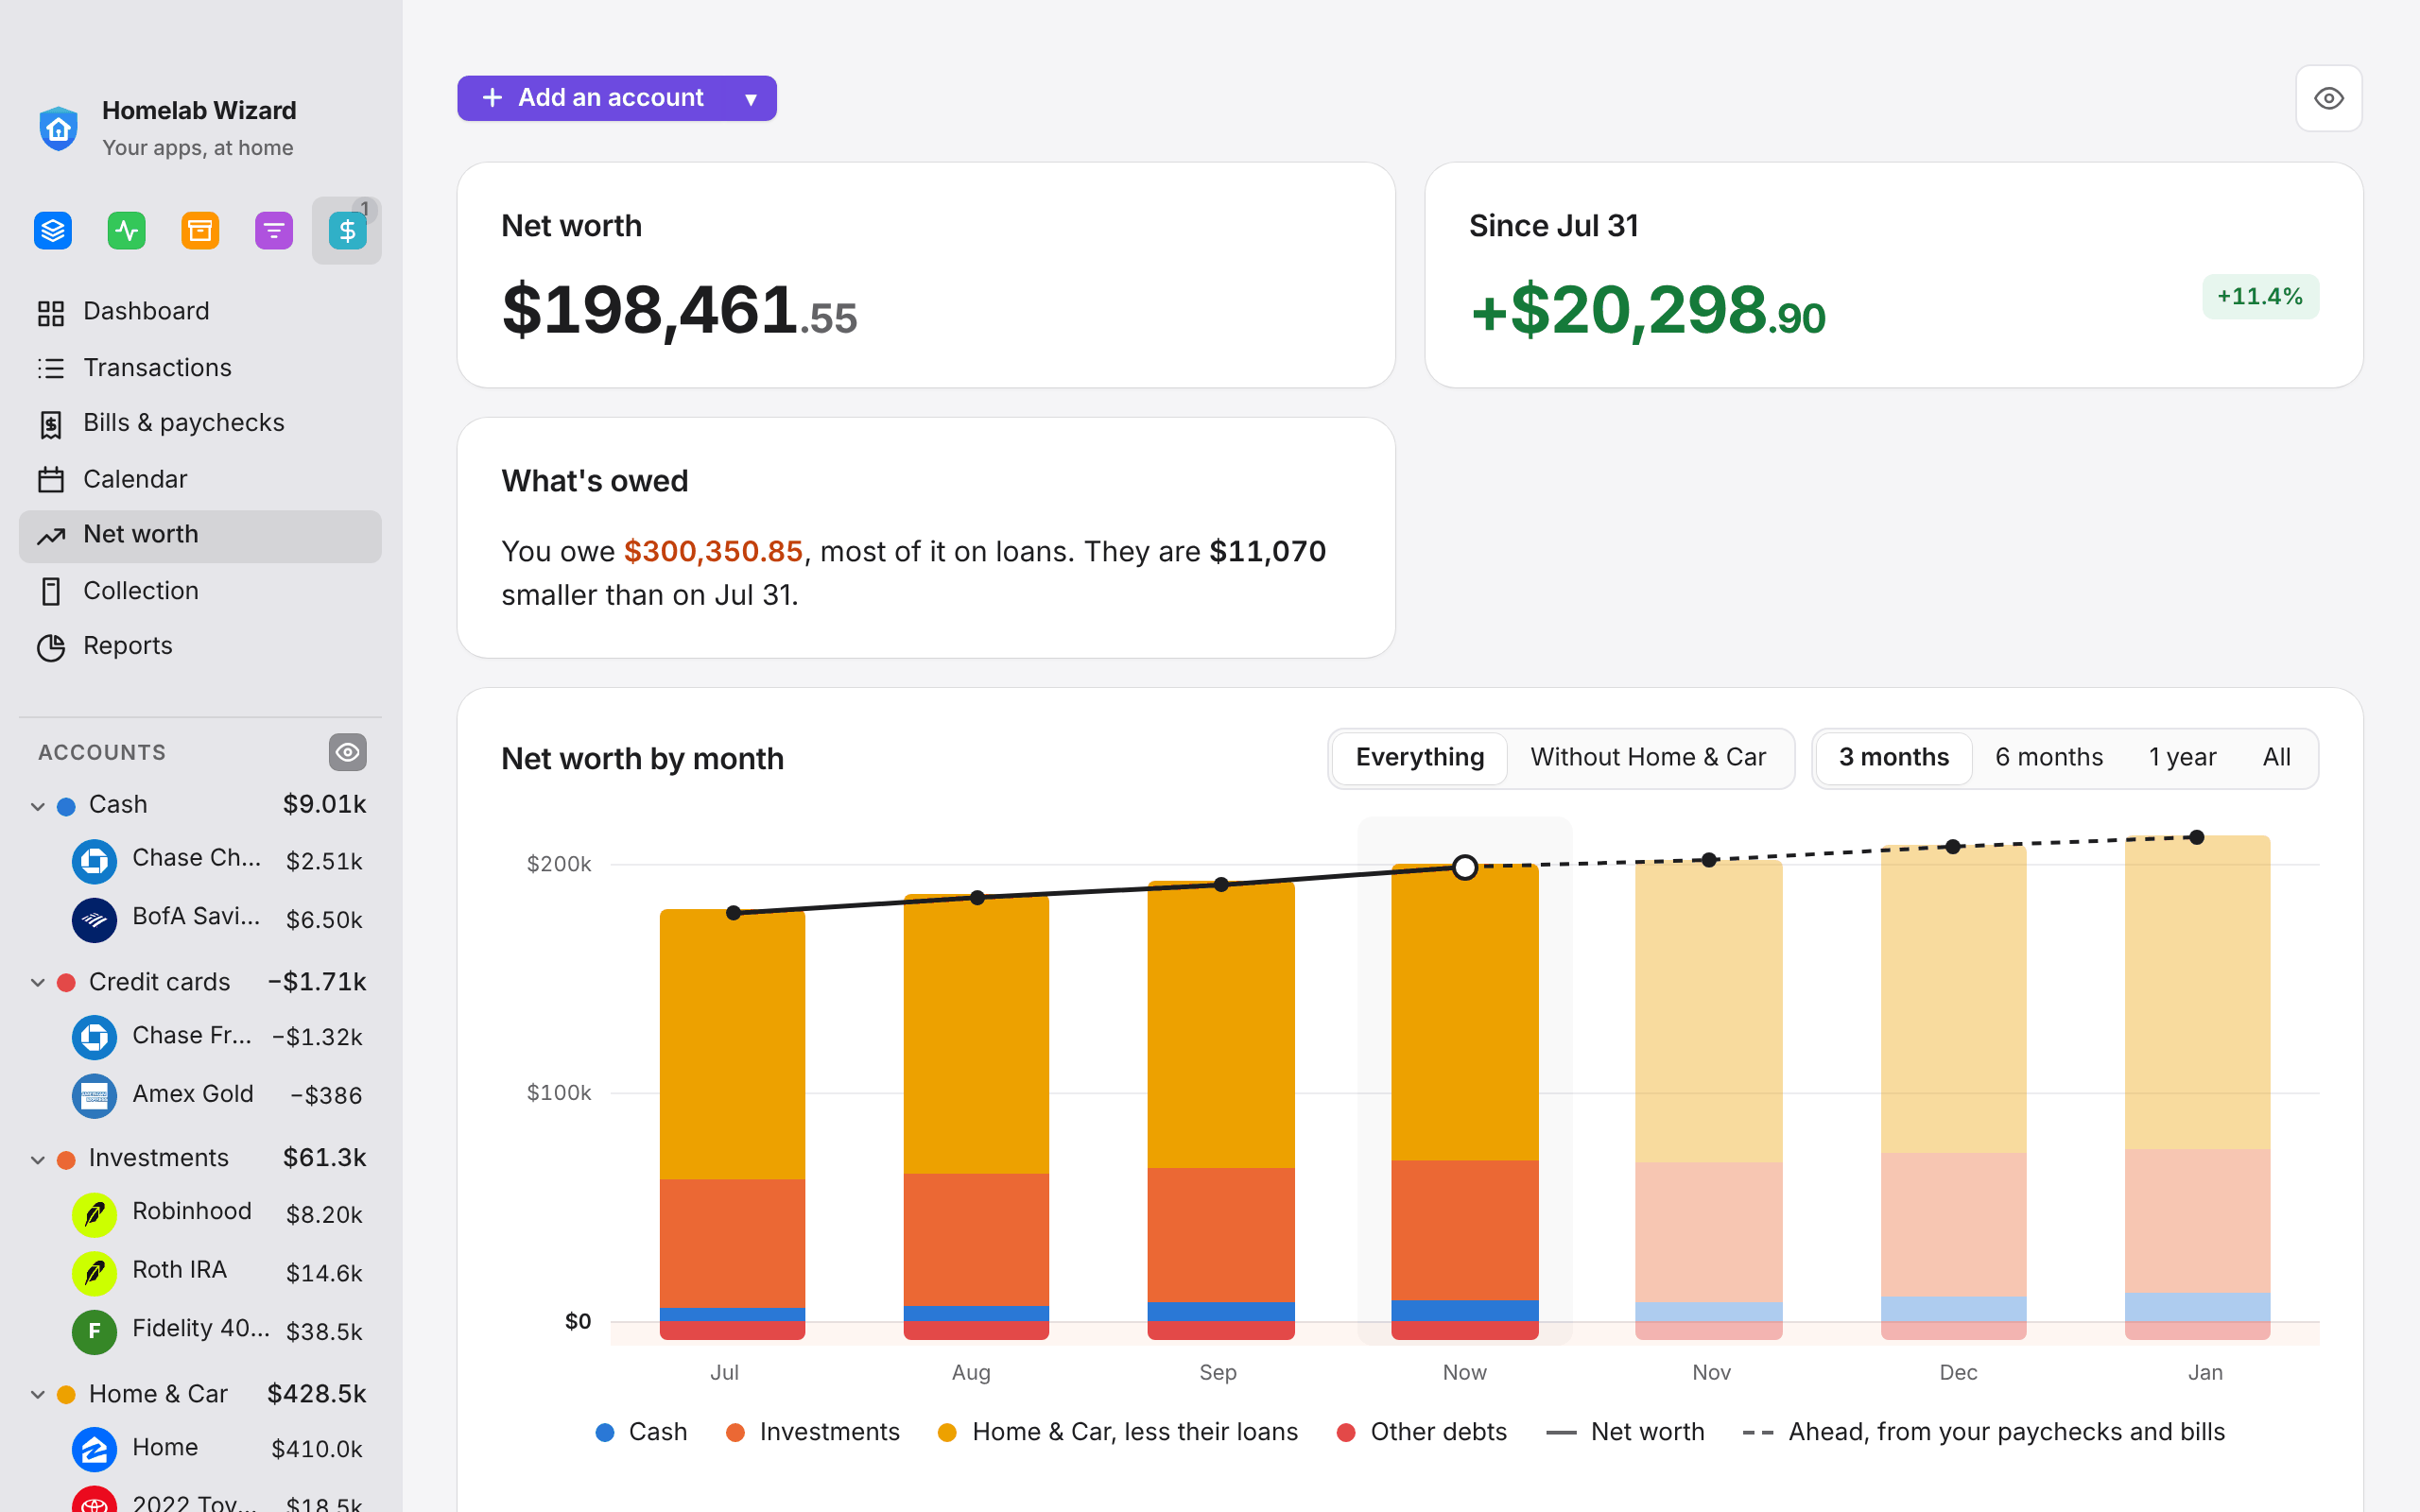 Homelab Wizard
Your apps, at home
1
Dashboard
Transactions
Bills & paychecks
Calendar
Net worth
Collection
Reports
ACCOUNTS
Cash $9.01k
Chase Ch... $2.51k
BofA Savi... $6.50k
Credit cards −$1.71k
Chase Fr... −$1.32k
Amex Gold −$386
Investments $61.3k
Robinhood $8.20k
Roth IRA $14.6k
F Fidelity 40... $38.5k
Home & Car $428.5k
Home $410.0k
2022 Toy... $18.5k
+ Add an account ▼
Net worth
$198,461.55
Since Jul 31
+$20,298.90
+11.4%
What's owed
You owe $300,350.85, most of it on loans. They are $11,070
smaller than on Jul 31.
Net worth by month
Everything Without Home & Car
3 months 6 months 1 year All
$200k
$100k
$0
Jul Aug Sep Now Nov Dec Jan
Cash Investments Home & Car, less their loans Other debts Net worth Ahead, from your paychecks and bills